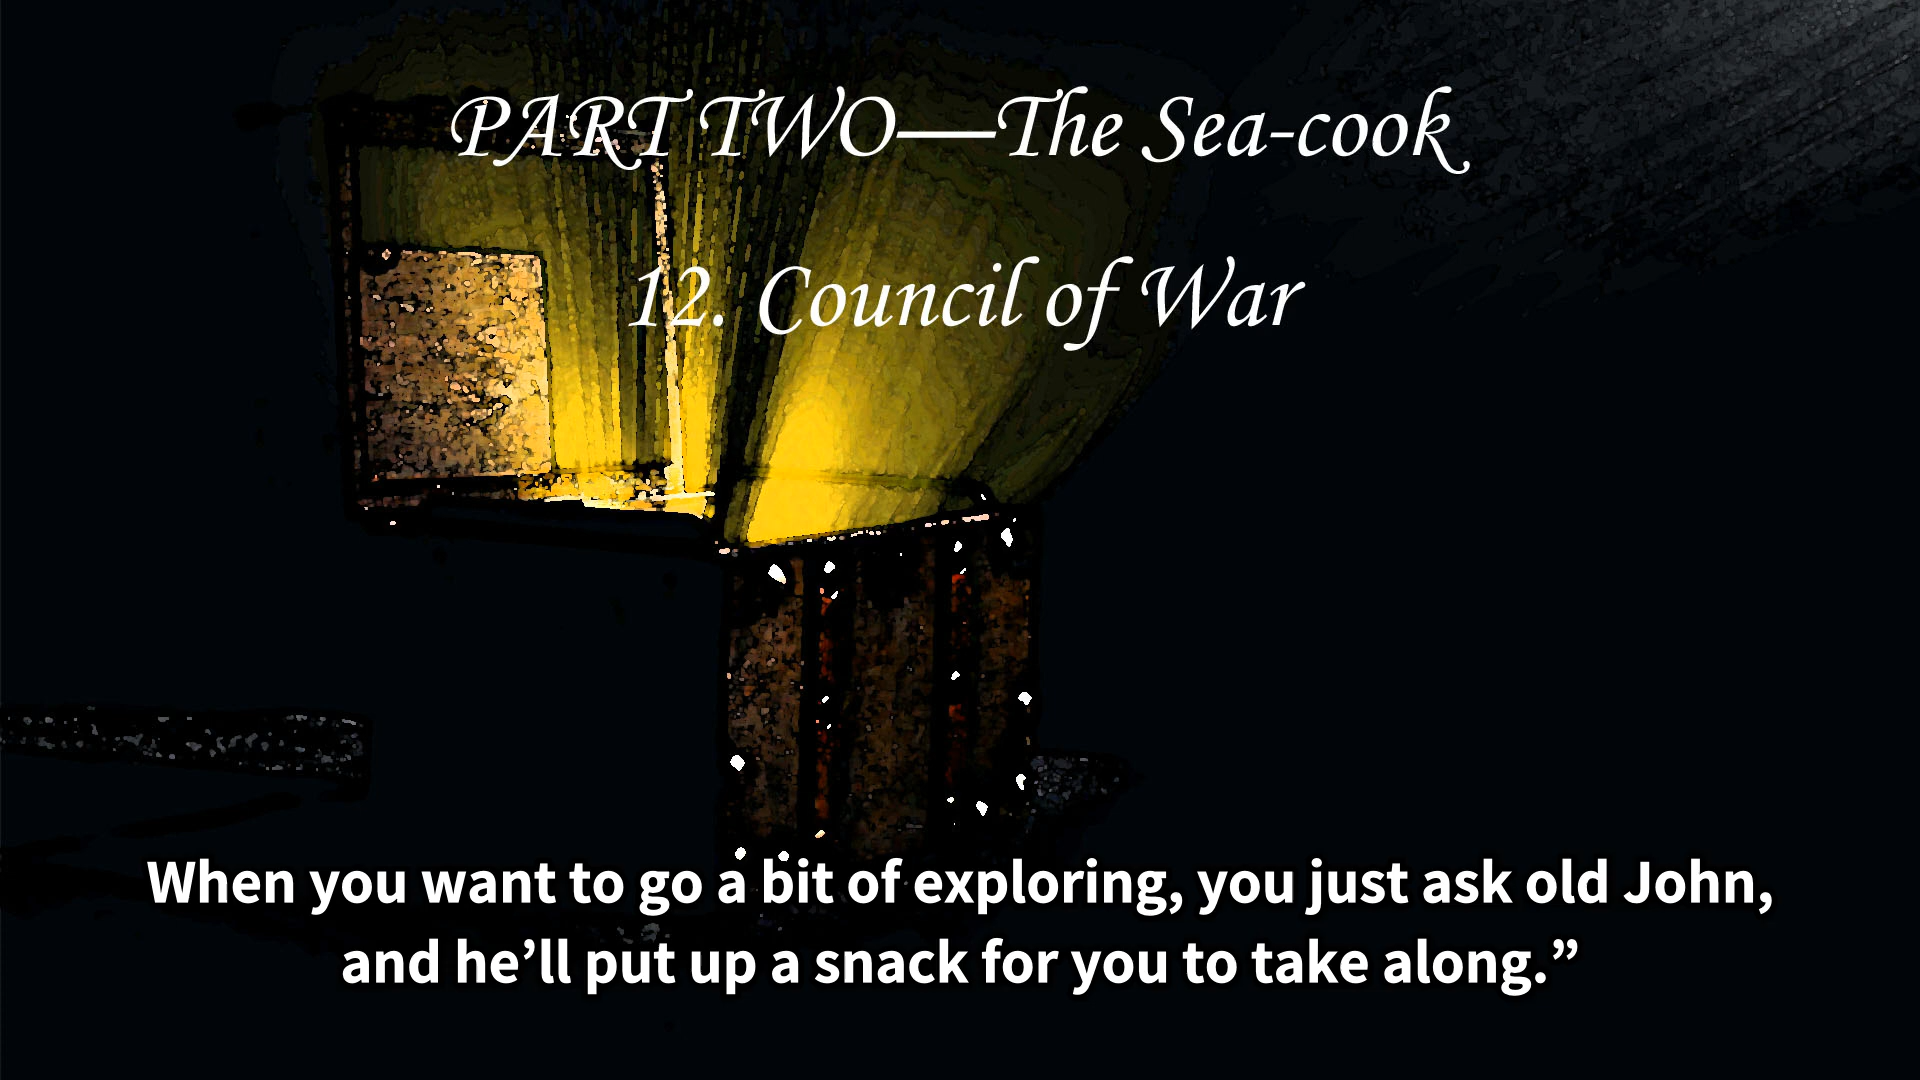 PART TWO—The Sea-cook
12. Council of War
When you want to go a bit of exploring, you just ask old John,
and he’ll put up a snack for you to take along.”